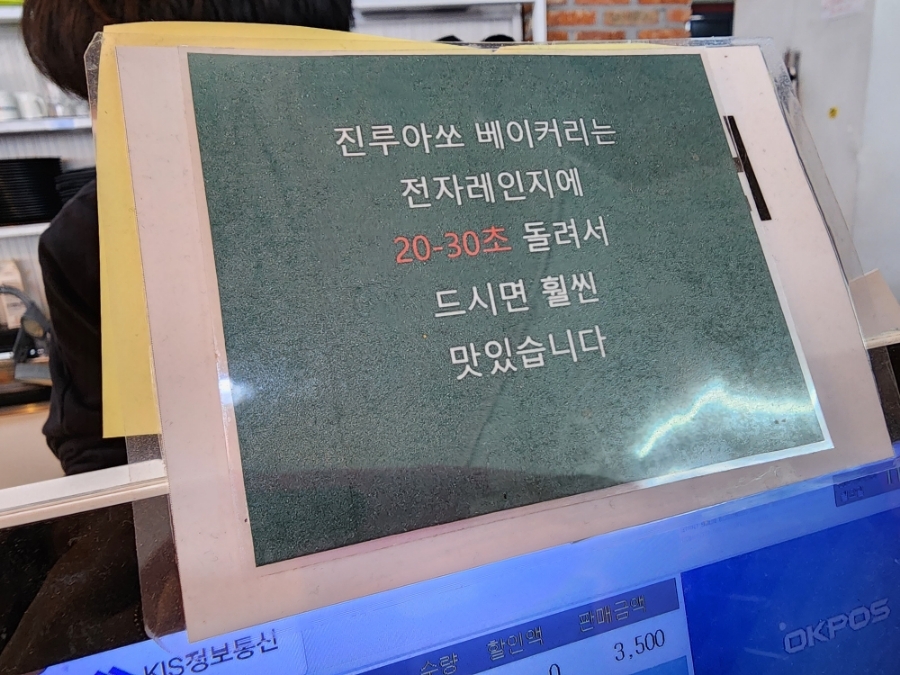 진루아쏘 베이커리는
전자레인지에
20-30초 돌려서
드시면 훨씬
맛있습니다
KIS정보통신
수량 할인액 판매금액
0 3,500
OKPOS